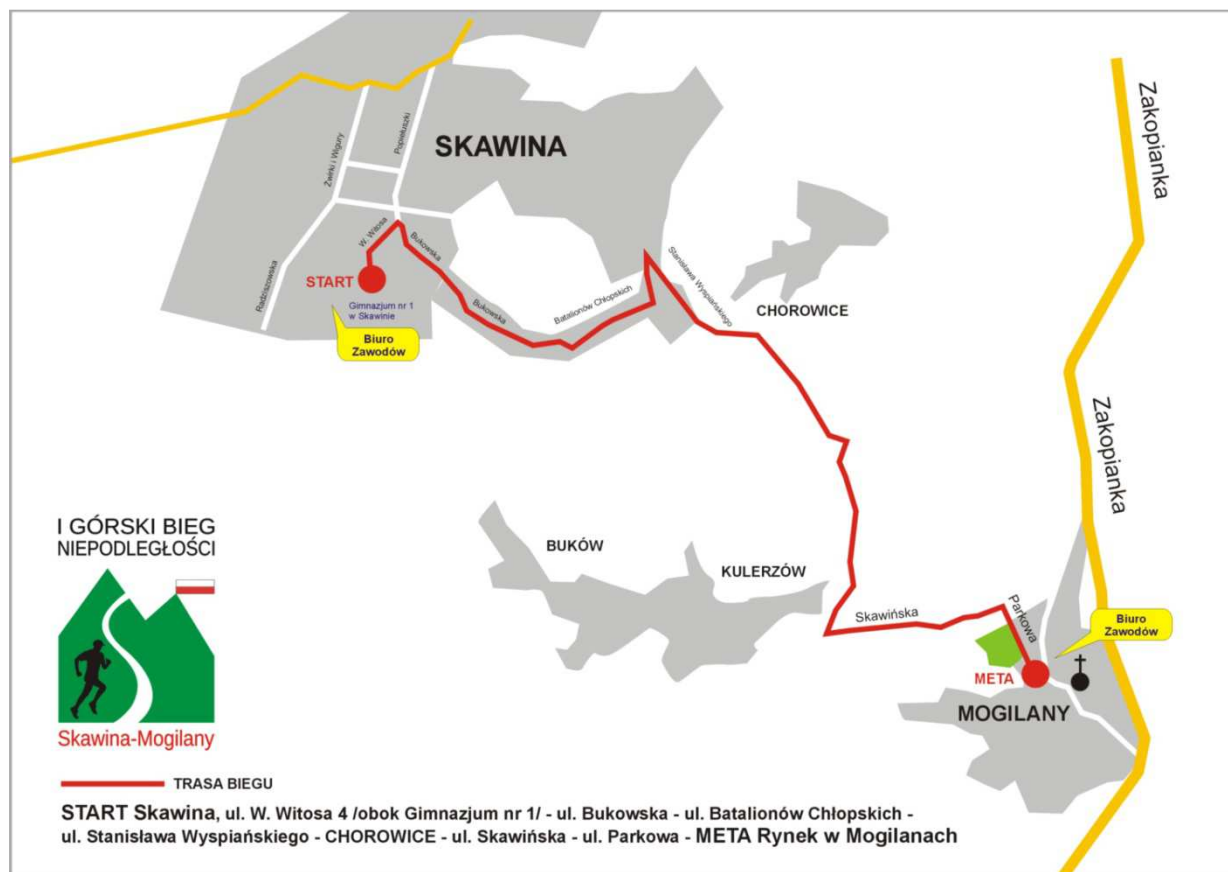 Zakopianka
SKAWINA
Popiełuszki
Żwirki i Wigury
W. Witosa
Bukowska
Stanisława Wyspiańskiego
Radziszowska
START
Bukowska
Batalionów Chłopskich
CHOROWICE
Gimnazjum nr 1
w Skawinie
Biuro
Zawodów
Zakopianka
I GÓRSKI BIEG
NIEPODLEGŁOŚCI
BUKÓW
KULERZÓW
Skawińska
Parkowa
Biuro
Zawodów
META
MOGILANY
Skawina-Mogilany
TRASA BIEGU
START Skawina, ul. W. Witosa 4 /obok Gimnazjum nr 1/ - ul. Bukowska - ul. Batalionów Chłopskich -
ul. Stanisława Wyspiańskiego - CHOROWICE - ul. Skawińska - ul. Parkowa - META Rynek w Mogilanach